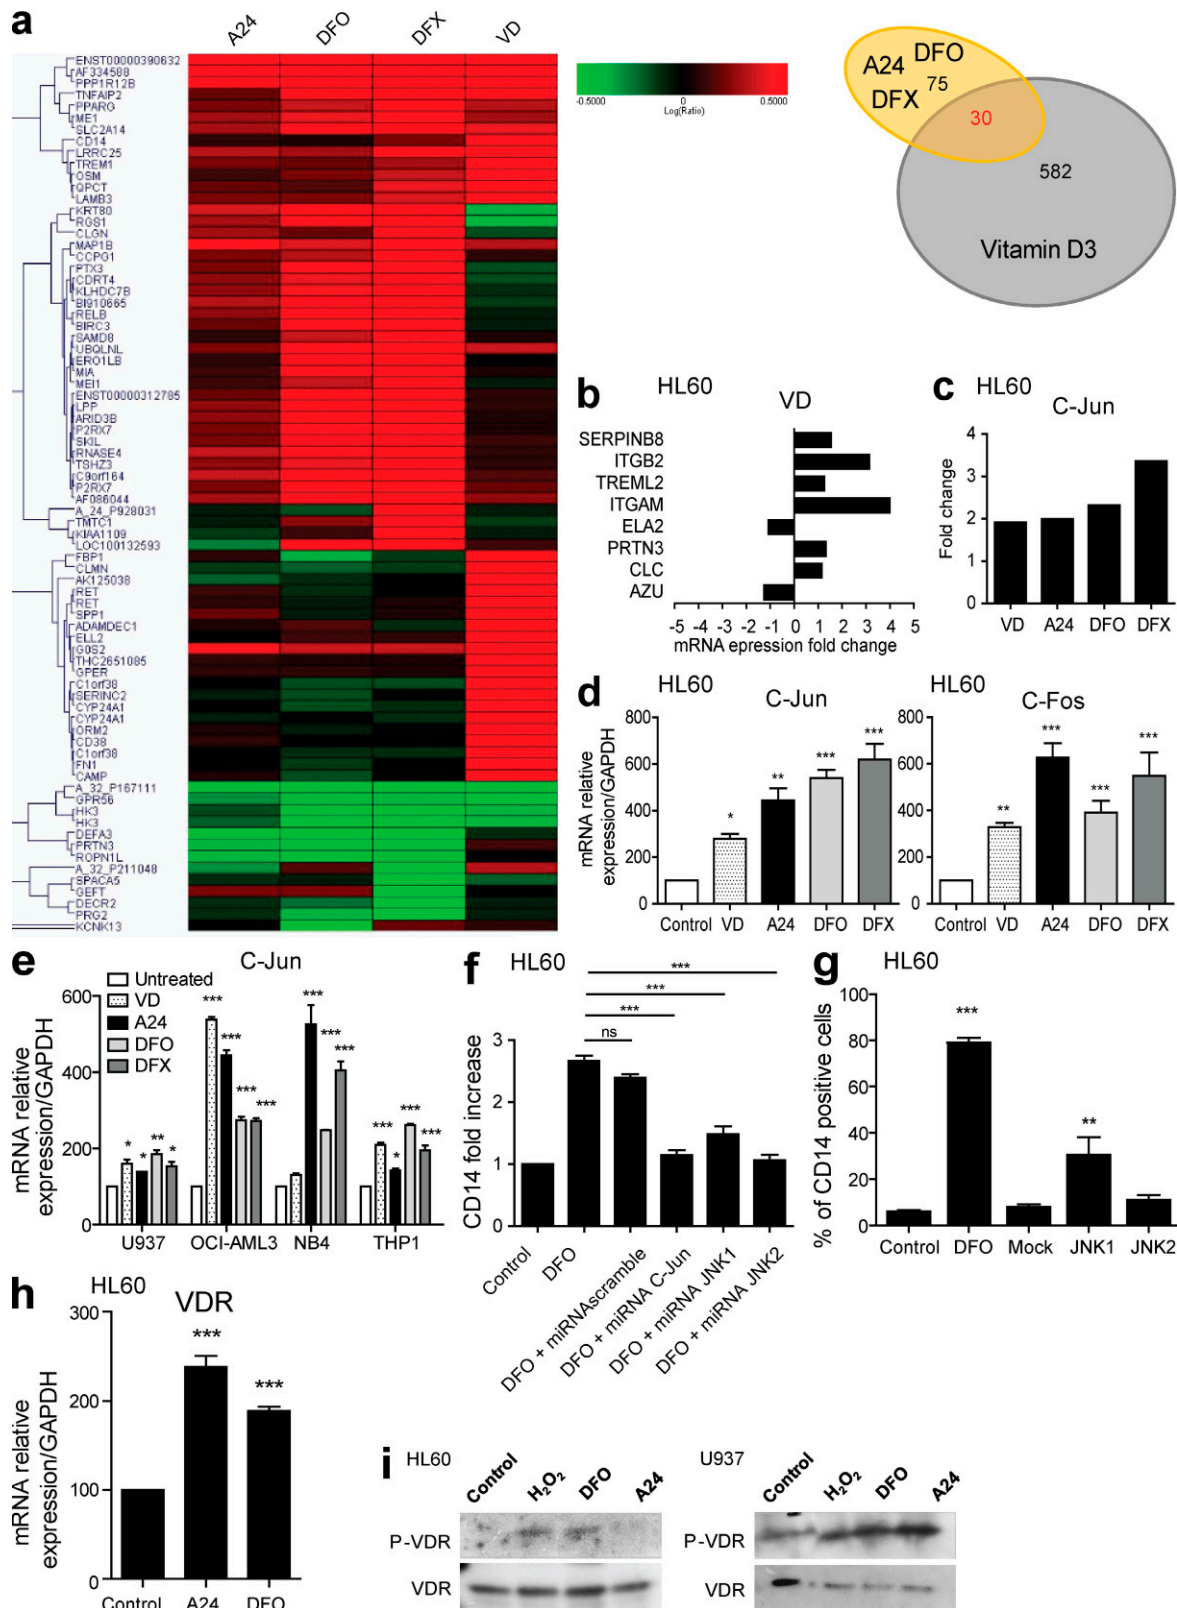 a
A24 DFO DFX VD
ENST00000390632
AF334588
PPP1R12B
TNFAIP2
PPARG
ME1
SLC2A14
CD14
LRRC25
TREM1
OSM
QPCT
LAMB3
KRT80
RGS1
CLGN
MAP1B
CCPG1
PTX3
CDRT4
KLHDC7B
BI910665
RELB
BIRC3
SAMD8
UBQLNL
ERO1LB
MIA
MEI1
ENST00000312785
LPP
ARID3B
P2RX7
SKIL
RNASE4
TSHZ3
C9orf164
P2RX7
AF086044
A_24_P928031
TMTC1
KIAA1109
LOC100132593
FBP1
CLMN
AK125038
RET
RET
SPP1
ADAMDEC1
ELL2
G0S2
THC2651085
GPER
C1orf38
SERINC2
CYP24A1
CYP24A1
ORM2
CD38
C1orf38
FN1
CAMP
A_32_P167111
GPR56
HK3
HK3
DEFA3
PRTN3
ROPN1L
A_32_P211048
SPACA5
GEFT
DECR2
PRG2
KCNK13
-0.5000 0 0.5000
Log(Ratio)
A24 DFO
DFX 75
30
582
Vitamin D3
b HL60
VD
SERPINB8
ITGB2
TREML2
ITGAM
ELA2
PRTN3
CLC
AZU
-5 -4 -3 -2 -1 0 1 2 3 4 5
mRNA epression fold change
c HL60
C-Jun
Fold change
4
3
2
1
0
VD A24 DFO DFX
d HL60
C-Jun
mRNA relative
expression/GAPDH
800
600
400
200
0
* ** *** ***
Control VD A24 DFO DFX
HL60
C-Fos
800
600
400
200
0
** *** *** ***
Control VD A24 DFO DFX
e C-Jun
Untreated
VD
A24
DFO
DFX
mRNA relative
expression/GAPDH
600
400
200
0
* * ** * *** *** *** *** *** *** *** *** * *** ***
U937 OCI-AML3 NB4 THP1
f HL60
***
***
***
ns
CD14 fold increase
3
2
1
0
Control
DFO
DFO + miRNAscramble
DFO + miRNA C-Jun
DFO + miRNA JNK1
DFO + miRNA JNK2
g HL60
% of CD14 positive cells
100
80
60
40
20
0
*** **
Control DFO Mock JNK1 JNK2
h HL60
VDR
mRNA relative
expression/GAPDH
300
200
100
0
*** ***
Control A24 DFO
i HL60
Control H₂O₂ DFO A24
P-VDR
VDR
U937
Control H₂O₂ DFO A24
P-VDR
VDR